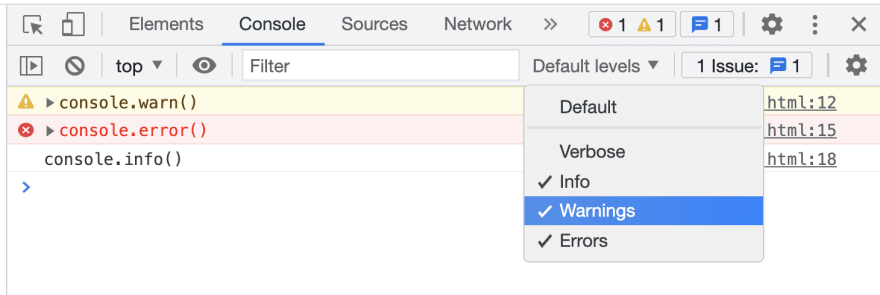 Elements Console Sources Network » 1 1 1
top ▼ Filter Default levels ▼ 1 Issue: 1
console.warn() html:12
console.error() html:15
console.info() html:18
Default
Verbose
Info
Warnings
Errors